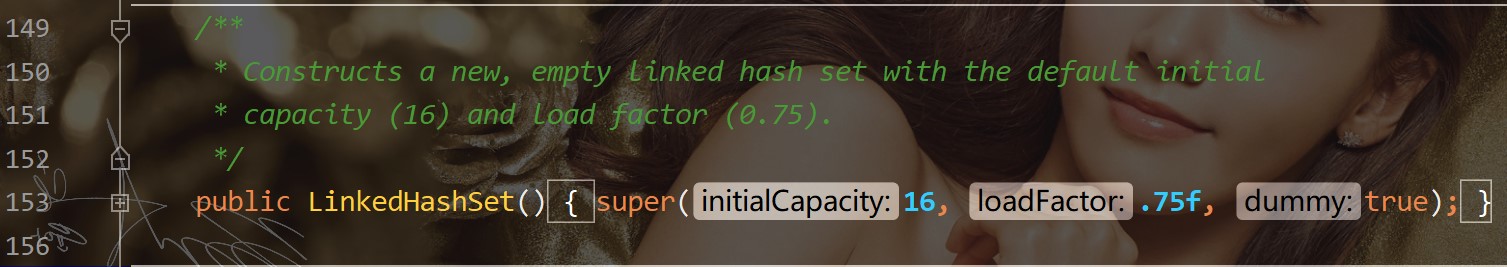 149 /**
150 * Constructs a new, empty linked hash set with the default initial
151 * capacity (16) and load factor (0.75).
152 */
153 public LinkedHashSet() { super( initialCapacity: 16, loadFactor: .75f, dummy: true); }
156